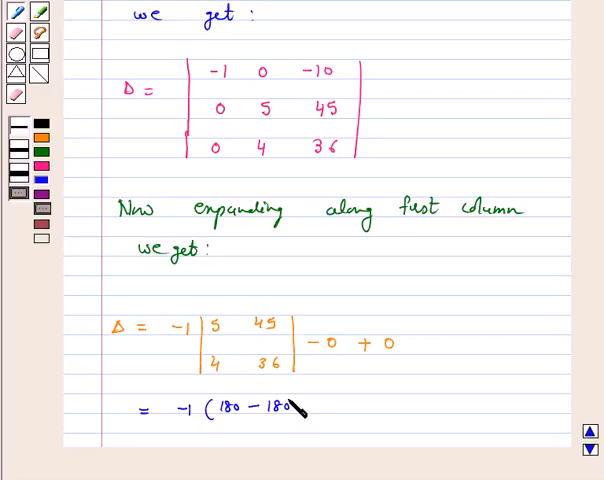 we get :
Δ = | -1 0 -10 |
| 0 5 45 |
| 0 4 36 |
Now expanding along first column
we get :
Δ = -1 | 5 45 | - 0 + 0
| 4 36 |
= -1 ( 180 - 180